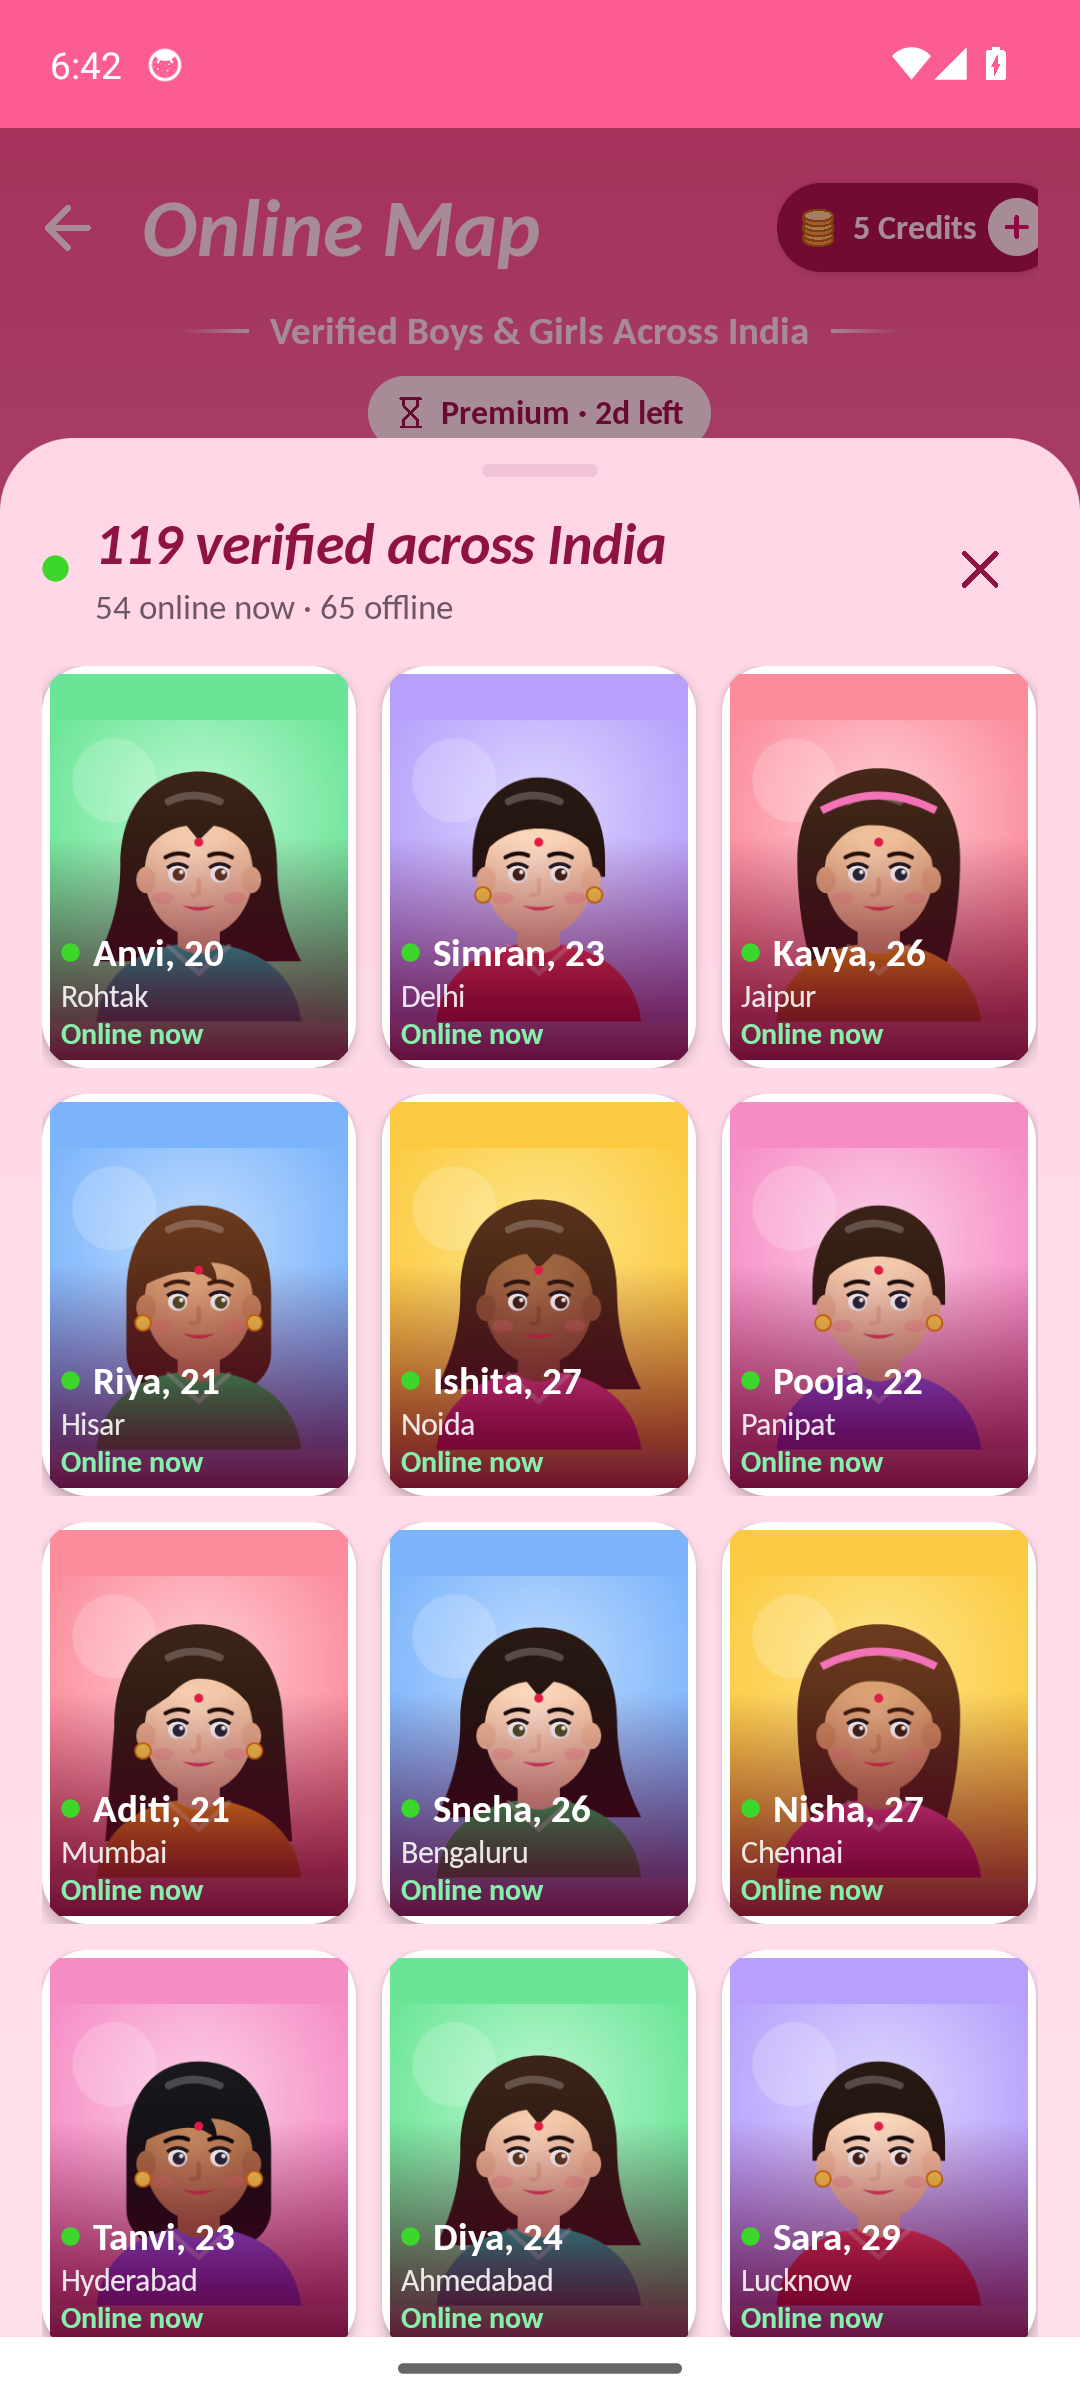 6:42
Online Map
5 Credits
Verified Boys & Girls Across India
Premium · 2d left
119 verified across India
54 online now · 65 offline
Anvi, 20
Rohtak
Online now
Simran, 23
Delhi
Online now
Kavya, 26
Jaipur
Online now
Riya, 21
Hisar
Online now
Ishita, 27
Noida
Online now
Pooja, 22
Panipat
Online now
Aditi, 21
Mumbai
Online now
Sneha, 26
Bengaluru
Online now
Nisha, 27
Chennai
Online now
Tanvi, 23
Hyderabad
Online now
Diya, 24
Ahmedabad
Online now
Sara, 29
Lucknow
Online now